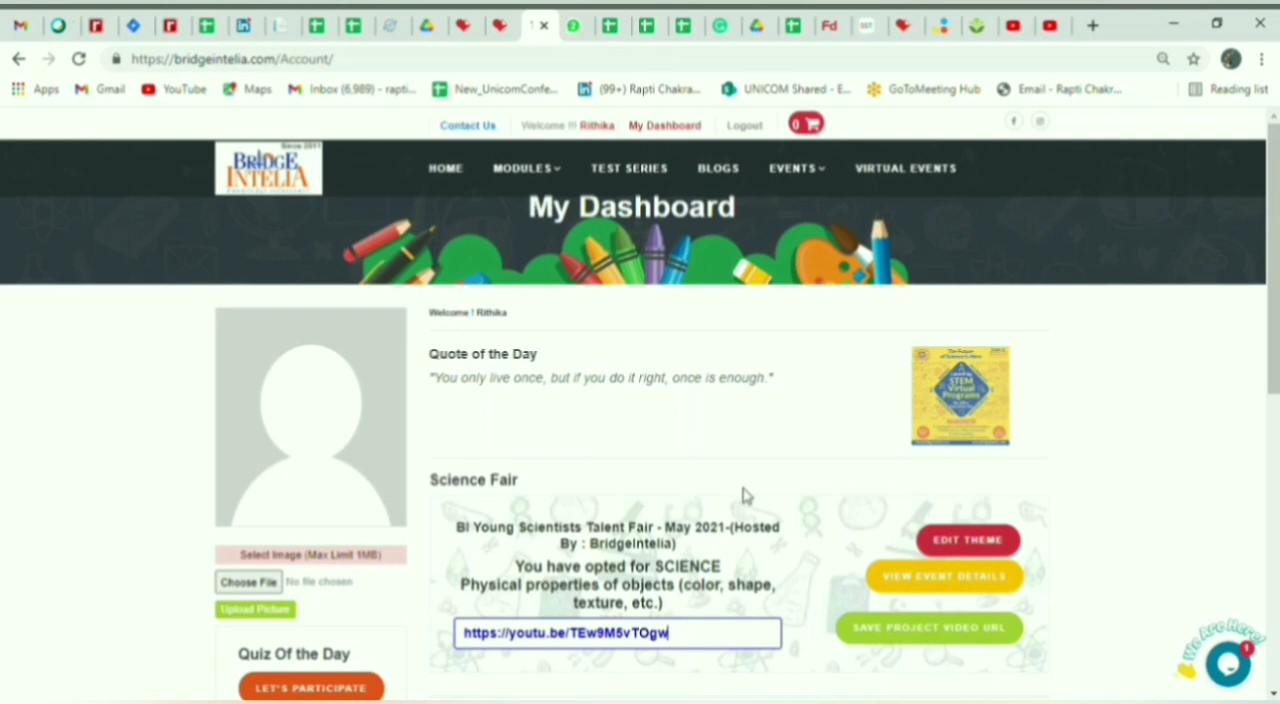 https://bridgeintelia.com/Account/
Apps Gmail YouTube Maps Inbox (6,989) - rapti... New_UnicomConfe... (99+) Rapti Chakra... UNICOM Shared - E... GoToMeeting Hub Email - Rapti Chakr... Reading list
Contact Us Welcome !!! Rithika My Dashboard Logout 0
Since 2011
BRIDGE
INTELIA
HOME MODULES TEST SERIES BLOGS EVENTS VIRTUAL EVENTS
My Dashboard
Welcome ! Rithika
Quote of the Day
"You only live once, but if you do it right, once is enough."
STEM
Virtual
Programs
Science Fair
BI Young Scientists Talent Fair - May 2021-(Hosted
By : BridgeIntelia)
You have opted for SCIENCE
Physical properties of objects (color, shape,
texture, etc.)
https://youtu.be/TEw9M5vTOgw
EDIT THEME
VIEW EVENT DETAILS
SAVE PROJECT VIDEO URL
Select Image (Max Limit 1MB)
Choose File No file chosen
Upload Picture
Quiz Of the Day
LET'S PARTICIPATE
We Are Here!
1